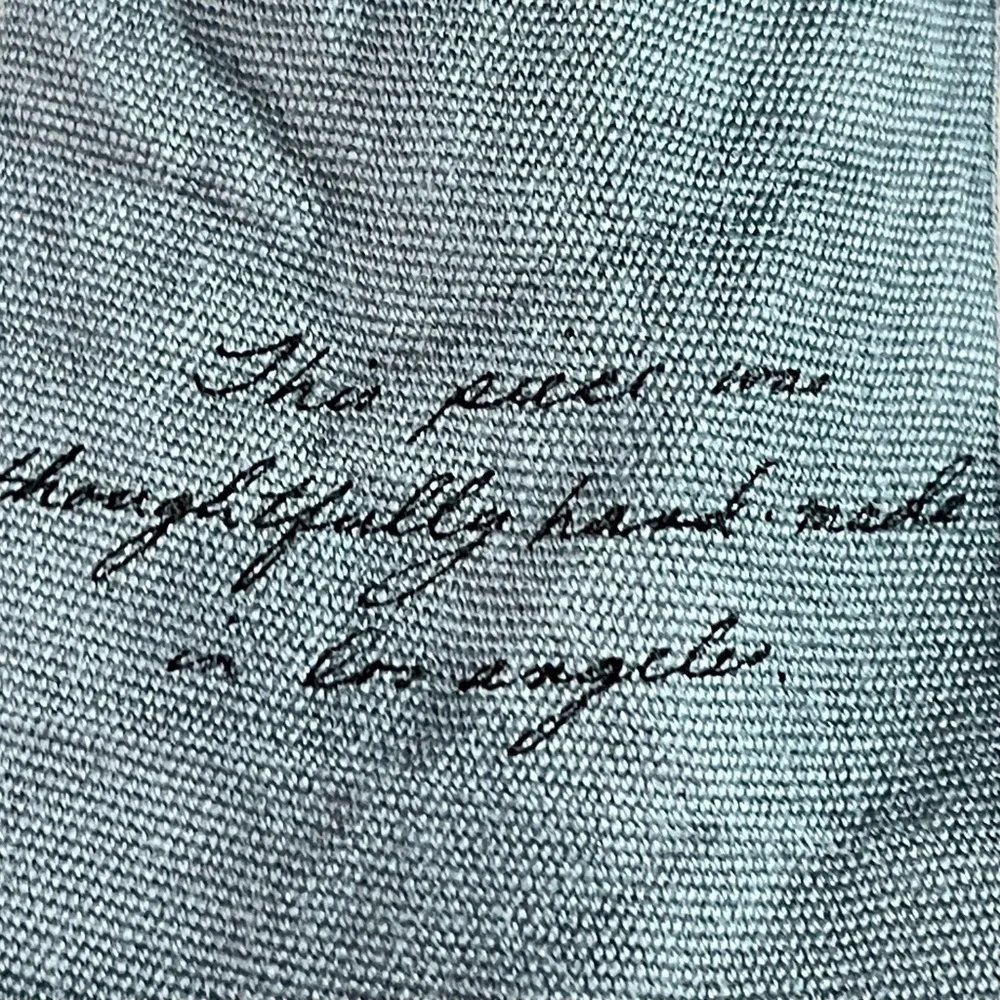 This piece was
thoughtfully hand-made
in los angeles.